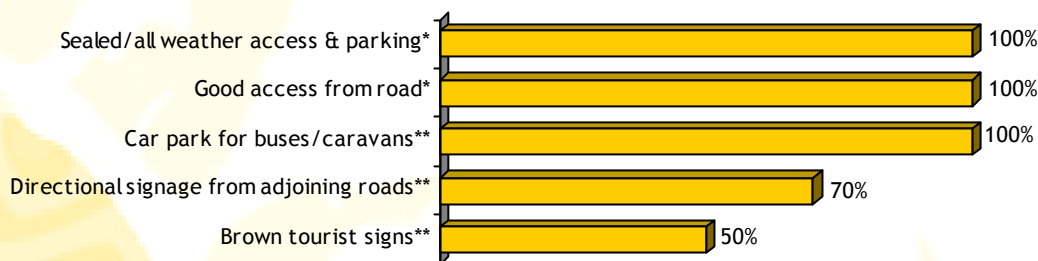 Sealed/all weather access & parking* 100%
Good access from road* 100%
Car park for buses/caravans** 100%
Directional signage from adjoining roads** 70%
Brown tourist signs** 50%